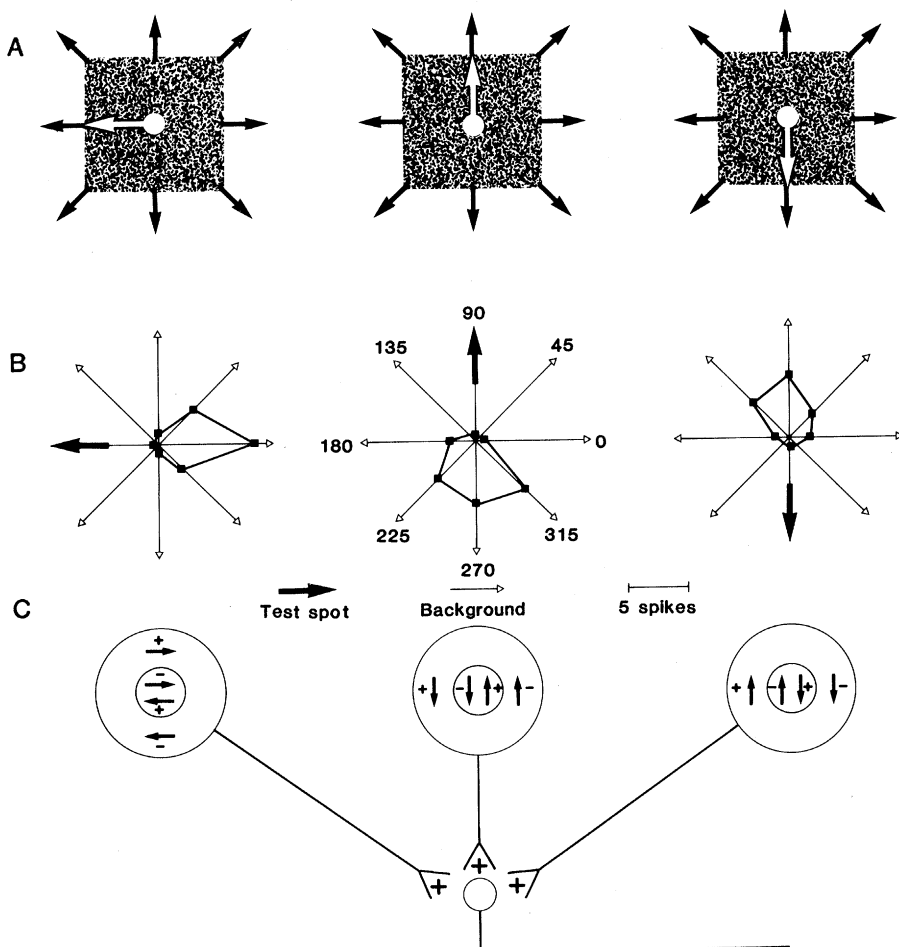 A
B
90
135 45
180 0
225 315
270
Test spot Background 5 spikes
C
+ - + -
+ - + -
+ - + -
+ + +